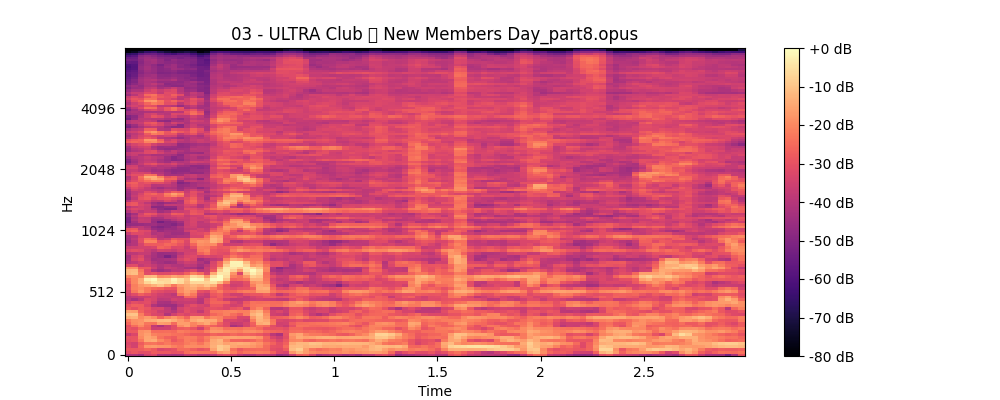 03 - ULTRA Club ▯ New Members Day_part8.opus
4096
2048
1024
512
0
Hz
0
0.5
1
1.5
2
2.5
Time
+0 dB
-10 dB
-20 dB
-30 dB
-40 dB
-50 dB
-60 dB
-70 dB
-80 dB